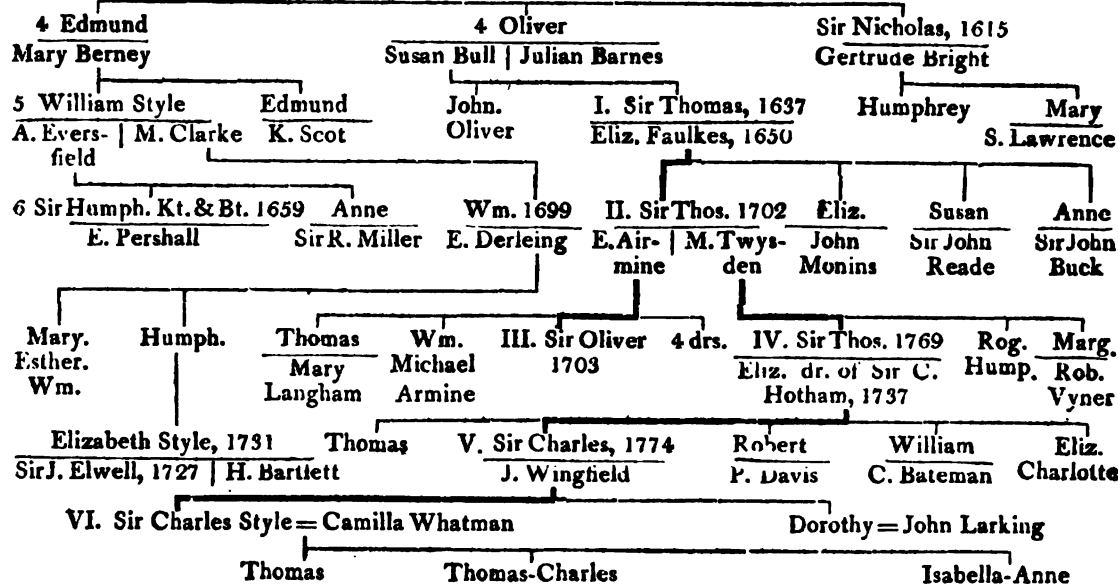 4 Edmund 4 Oliver Sir Nicholas, 1615
Mary Berney Susan Bull | Julian Barnes Gertrude Bright
5 William Style Edmund John. I. Sir Thomas, 1637 Humphrey Mary
A. Evers- | M. Clarke K. Scot Oliver Eliz. Faulkes, 1650 S. Lawrence
field
6 Sir Humph. Kt. & Bt. 1659 Anne Wm. 1699 II. Sir Thos. 1702 Eliz. Susan Anne
E. Pershall Sir R. Miller E. Derleing E. Air- | M. Twys- John Sir John Sir John
mine den Monins Reade Buck
Mary. Humph. Thomas Wm. III. Sir Oliver 4 drs. IV. Sir Thos. 1769 Rog. Marg.
Esther. Mary Michael 1703 Eliz. dr. of Sir C. Hump. Rob.
Wm. Langham Armine Hotham, 1737 Vyner
Elizabeth Style, 1731 Thomas V. Sir Charles, 1774 Robert William Eliz.
Sir J. Elwell, 1727 | H. Bartlett J. Wingfield P. Davis C. Bateman Charlotte
VI. Sir Charles Style = Camilla Whatman Dorothy = John Larking
Thomas Thomas-Charles Isabella-Anne